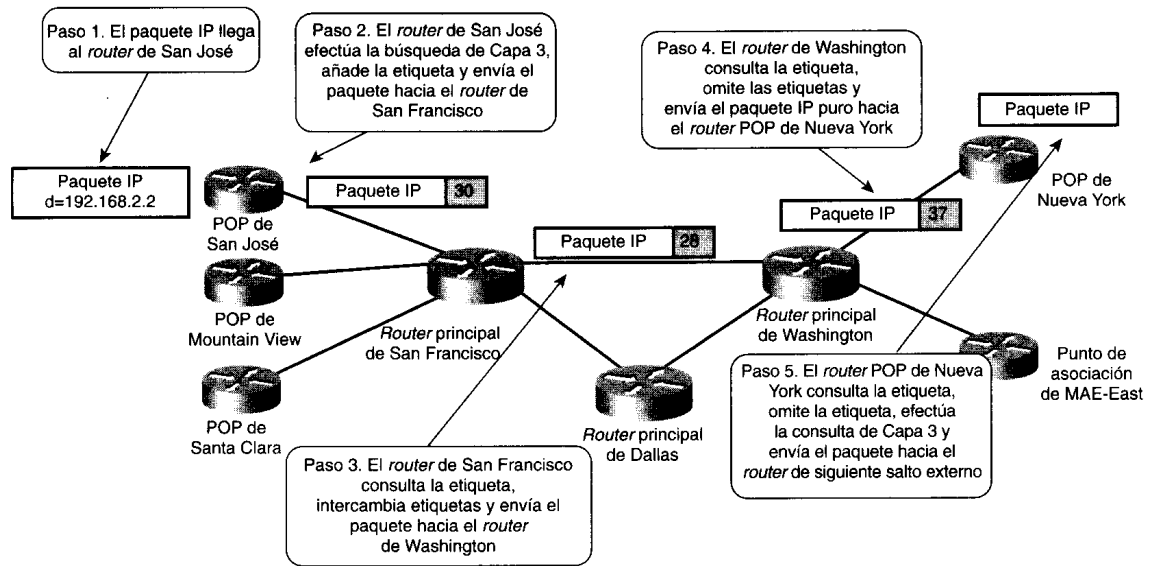 Paso 1. El paquete IP llega
al router de San José
Paso 2. El router de San José
efectúa la búsqueda de Capa 3,
añade la etiqueta y envía el
paquete hacia el router de
San Francisco
Paso 4. El router de Washington
consulta la etiqueta,
omite las etiquetas y
envía el paquete IP puro hacia
el router POP de Nueva York
Paquete IP
POP de
Nueva York
Paquete IP
d=192.168.2.2
POP de
San José
Paquete IP 30
Paquete IP 28
Paquete IP 37
POP de
Mountain View
Router principal
de San Francisco
Router principal
de Washington
POP de
Santa Clara
Router principal
de Dallas
Punto de
asociación
de MAE-East
Paso 3. El router de San Francisco
consulta la etiqueta,
intercambia etiquetas y envía el
paquete hacia el router
de Washington
Paso 5. El router POP de Nueva
York consulta la etiqueta,
omite la etiqueta, efectúa
la consulta de Capa 3 y
envía el paquete hacia el
router de siguiente salto externo